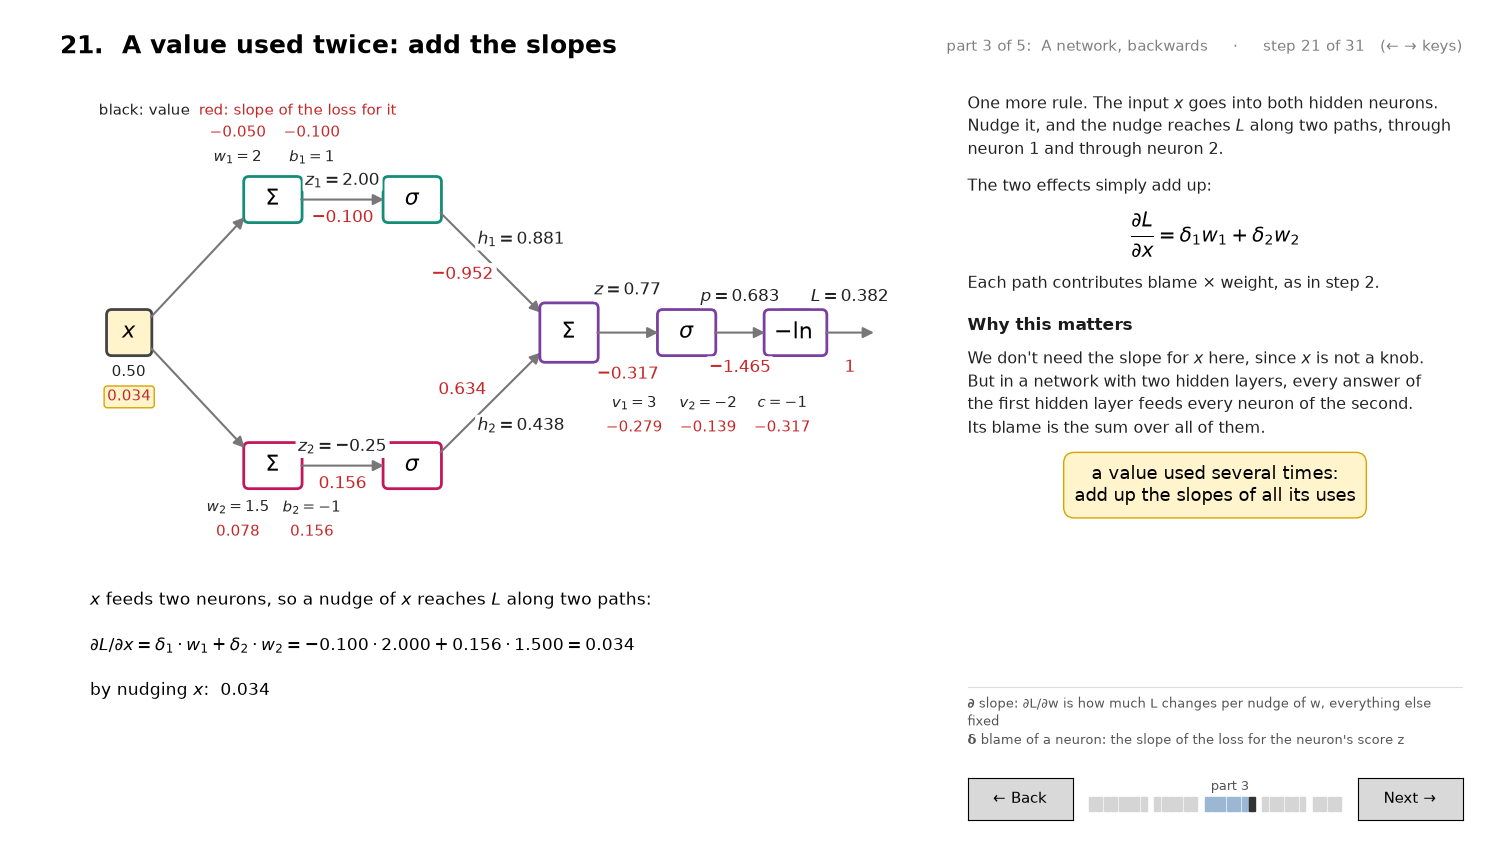 21. A value used twice: add the slopes
part 3 of 5: A network, backwards · step 21 of 31 (← → keys)
black: value red: slope of the loss for it
−0.050 −0.100
w₁ = 2 b₁ = 1
z₁ = 2.00
Σ σ
−0.100
h₁ = 0.881
−0.952
z = 0.77
p = 0.683
L = 0.382
x
Σ σ −ln
0.50
0.034
−0.317
−1.465
1
0.634
v₁ = 3 v₂ = −2 c = −1
−0.279 −0.139 −0.317
h₂ = 0.438
z₂ = −0.25
Σ σ
0.156
w₂ = 1.5 b₂ = −1
0.078 0.156
x feeds two neurons, so a nudge of x reaches L along two paths:
∂L/∂x = δ₁ · w₁ + δ₂ · w₂ = −0.100 · 2.000 + 0.156 · 1.500 = 0.034
by nudging x: 0.034
One more rule. The input x goes into both hidden neurons.
Nudge it, and the nudge reaches L along two paths, through
neuron 1 and through neuron 2.
The two effects simply add up:
∂L/∂x = δ₁w₁ + δ₂w₂
Each path contributes blame × weight, as in step 2.
Why this matters
We don't need the slope for x here, since x is not a knob.
But in a network with two hidden layers, every answer of
the first hidden layer feeds every neuron of the second.
Its blame is the sum over all of them.
a value used several times:
add up the slopes of all its uses
∂ slope: ∂L/∂w is how much L changes per nudge of w, everything else
fixed
δ blame of a neuron: the slope of the loss for the neuron's score z
← Back
part 3
Next →